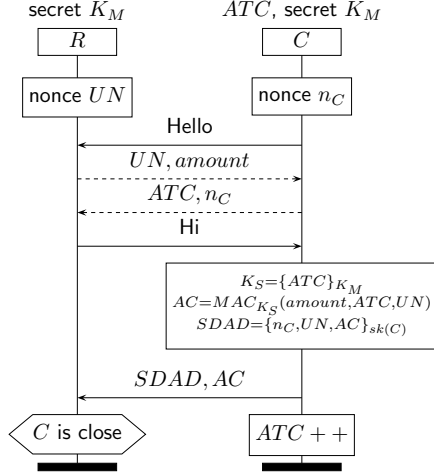 secret K_M
ATC, secret K_M
R
C
nonce UN
nonce n_C
Hello
UN, amount
ATC, n_C
Hi
K_S={ATC}_{K_M}
AC=MAC_{K_S}(amount,ATC,UN)
SDAD={n_C,UN,AC}_{sk(C)}
SDAD, AC
C is close
ATC ++